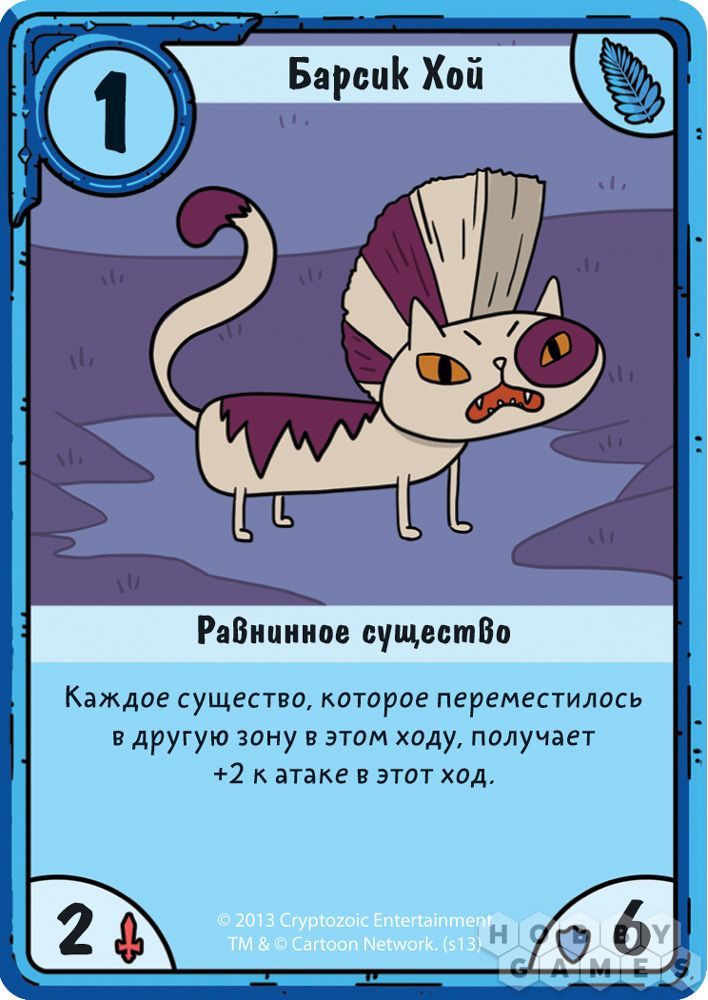 1
Барсик Хой
Равнинное существо
Каждое существо, которое переместилось
в другую зону в этом ходу, получает
+2 к атаке в этот ход.
2
© 2013 Cryptozoic Entertainment.
TM & © Cartoon Network. (s13)
6
HOBBY
GAMES